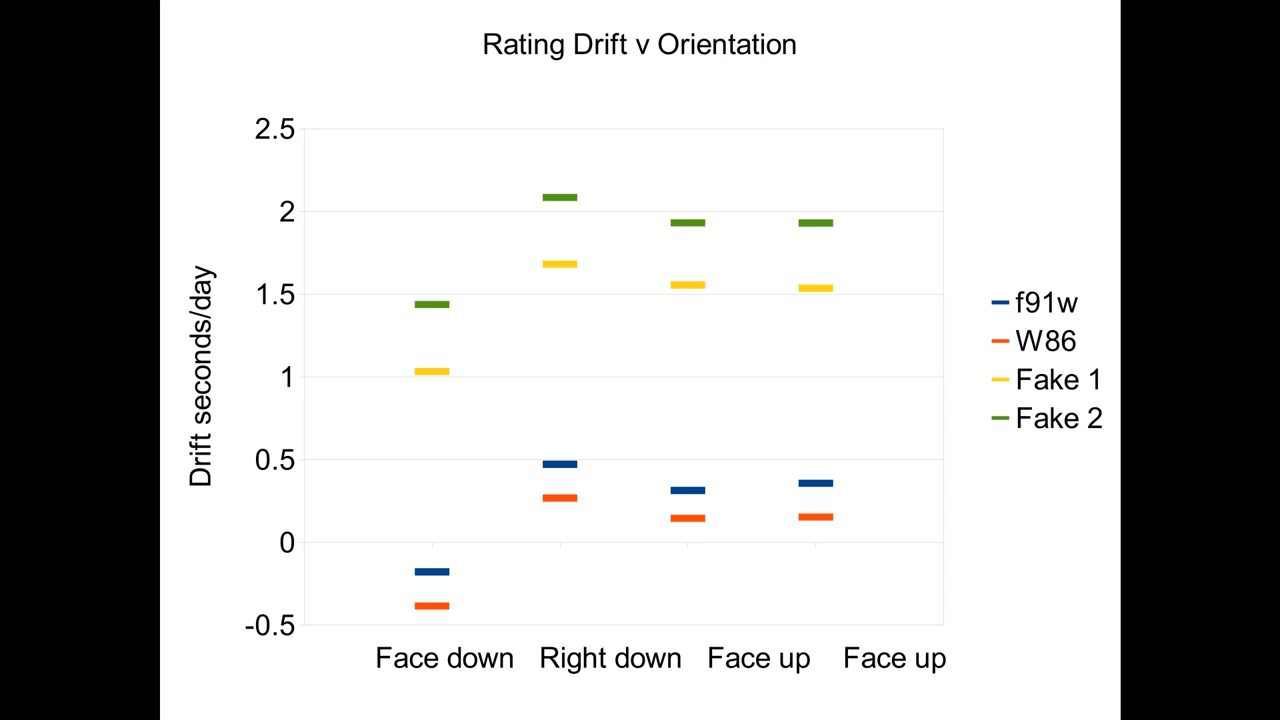 Rating Drift v Orientation
2.5
2
1.5
1
0.5
0
-0.5
Drift seconds/day
Face down Right down Face up Face up
f91w
W86
Fake 1
Fake 2